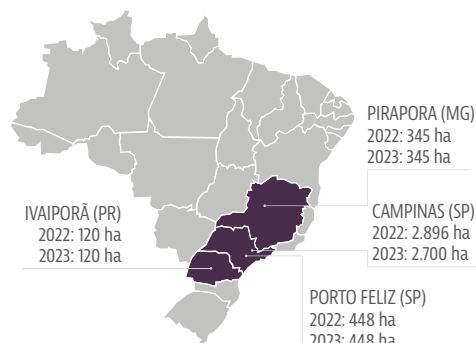 PIRAPORA (MG)
2022: 345 ha
2023: 345 ha
IVAIPORÃ (PR)
2022: 120 ha
2023: 120 ha
CAMPINAS (SP)
2022: 2.896 ha
2023: 2.700 ha
PORTO FELIZ (SP)
2022: 448 ha
2023: 448 ha